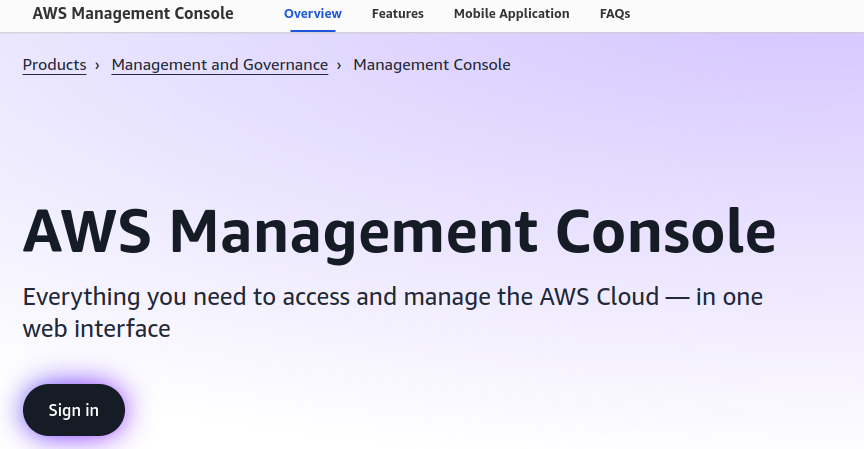 AWS Management Console Overview Features Mobile Application FAQs
Products › Management and Governance › Management Console
AWS Management Console
Everything you need to access and manage the AWS Cloud — in one
web interface
Sign in